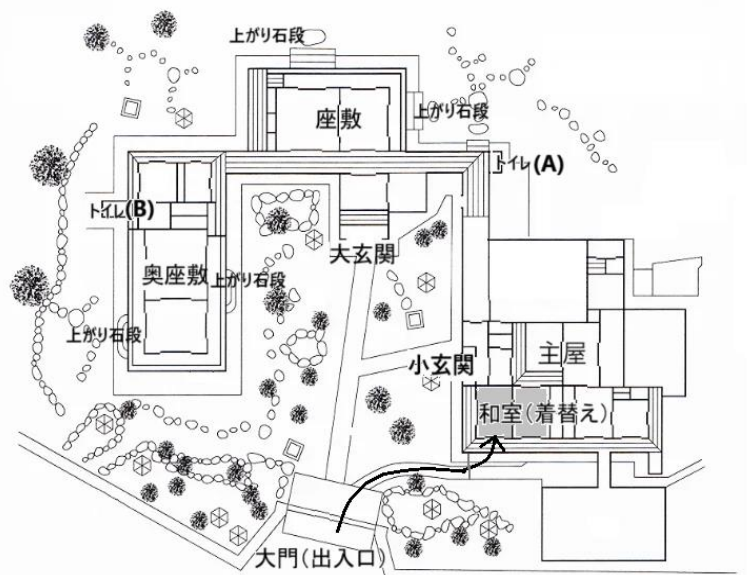 上がり石段
座敷
上がり石段
トイレ(A)
トイレ(B)
大玄関
奥座敷
上がり石段
上がり石段
小玄関
主屋
和室(着替え)
大門(出入口)